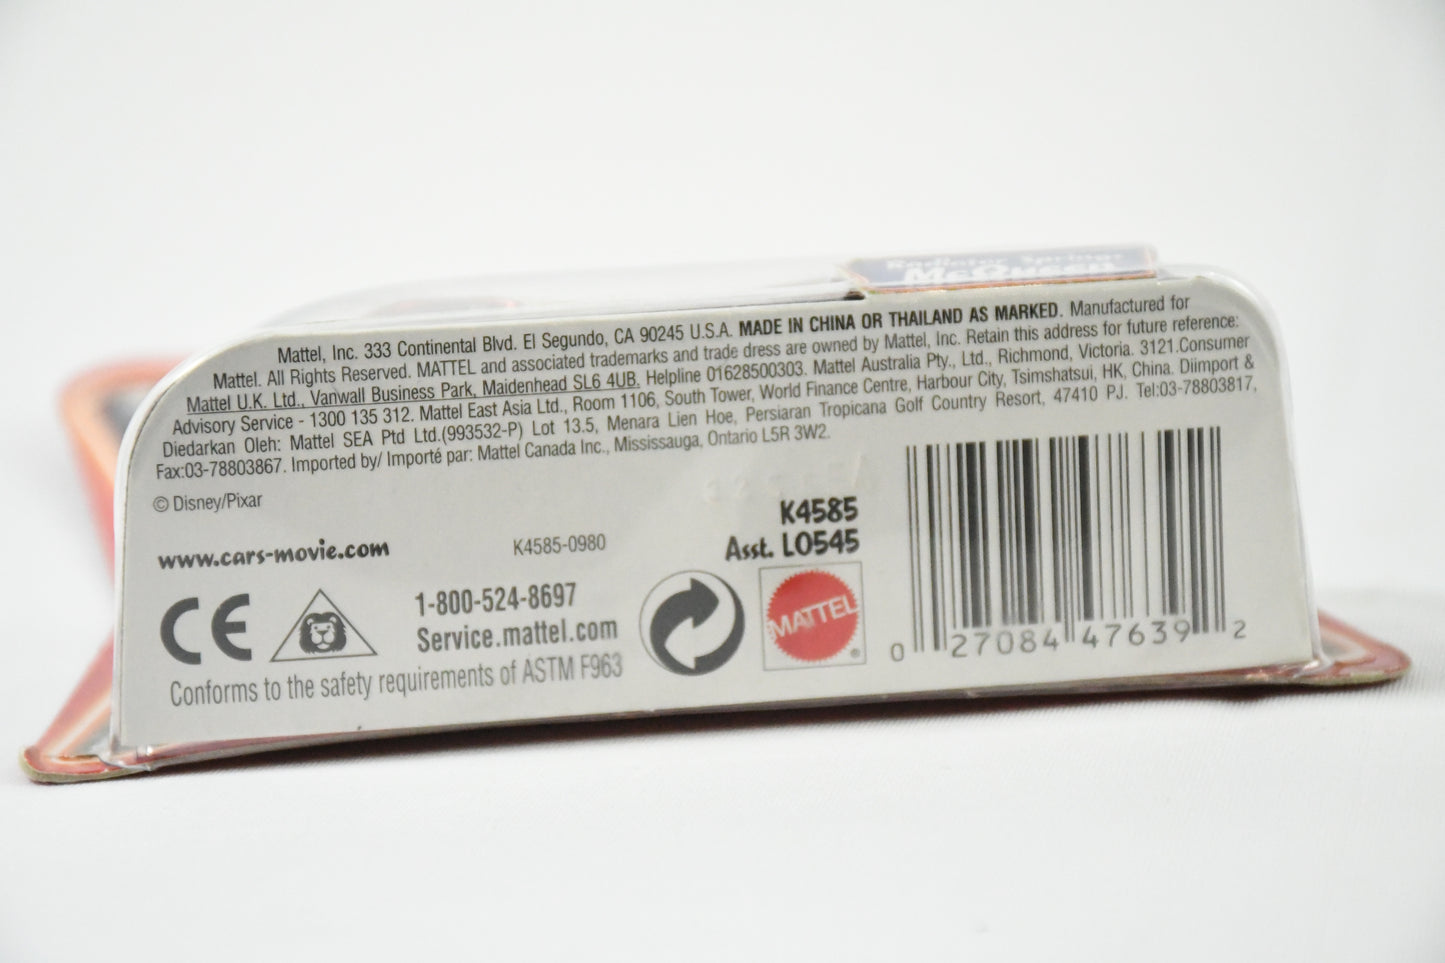 Radiator Springs
McQueen
Mattel, Inc. 333 Continental Blvd. El Segundo, CA 90245 U.S.A. MADE IN CHINA OR THAILAND AS MARKED. Manufactured for
Mattel. All Rights Reserved. MATTEL and associated trademarks and trade dress are owned by Mattel, Inc. Retain this address for future reference:
Mattel U.K. Ltd., Vanwall Business Park, Maidenhead SL6 4UB. Helpline 01628500303. Mattel Australia Pty., Ltd., Richmond, Victoria. 3121.Consumer
Advisory Service - 1300 135 312. Mattel East Asia Ltd., Room 1106, South Tower, World Finance Centre, Harbour City, Tsimshatsui, HK, China. Diimport &
Diedarkan Oleh: Mattel SEA Ptd Ltd.(993532-P) Lot 13.5, Menara Lien Hoe, Persiaran Tropicana Golf Country Resort, 47410 PJ. Tel:03-78803817,
Fax:03-78803867. Imported by/ Importé par: Mattel Canada Inc., Mississauga, Ontario L5R 3W2.
© Disney/Pixar
K4585
www.cars-movie.com
K4585-0980
Asst. L0545
CE
1-800-524-8697
Service.mattel.com
MATTEL
®
Conforms to the safety requirements of ASTM F963
0 27084 47639 2